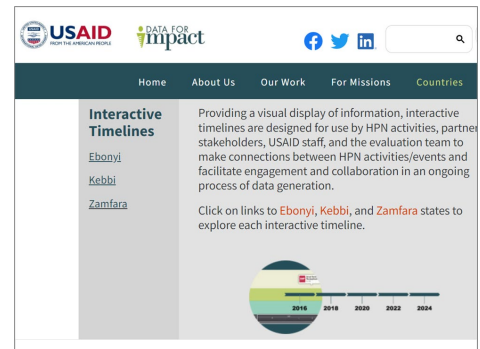 USAID
FROM THE AMERICAN PEOPLE
DATA FOR
impact
Home About Us Our Work For Missions Countries
Interactive
Timelines
Ebonyi
Kebbi
Zamfara
Providing a visual display of information, interactive
timelines are designed for use by HPN activities, partner
stakeholders, USAID staff, and the evaluation team to
make connections between HPN activities/events and
facilitate engagement and collaboration in an ongoing
process of data generation.
Click on links to Ebonyi, Kebbi, and Zamfara states to
explore each interactive timeline.
2016 2018 2020 2022 2024